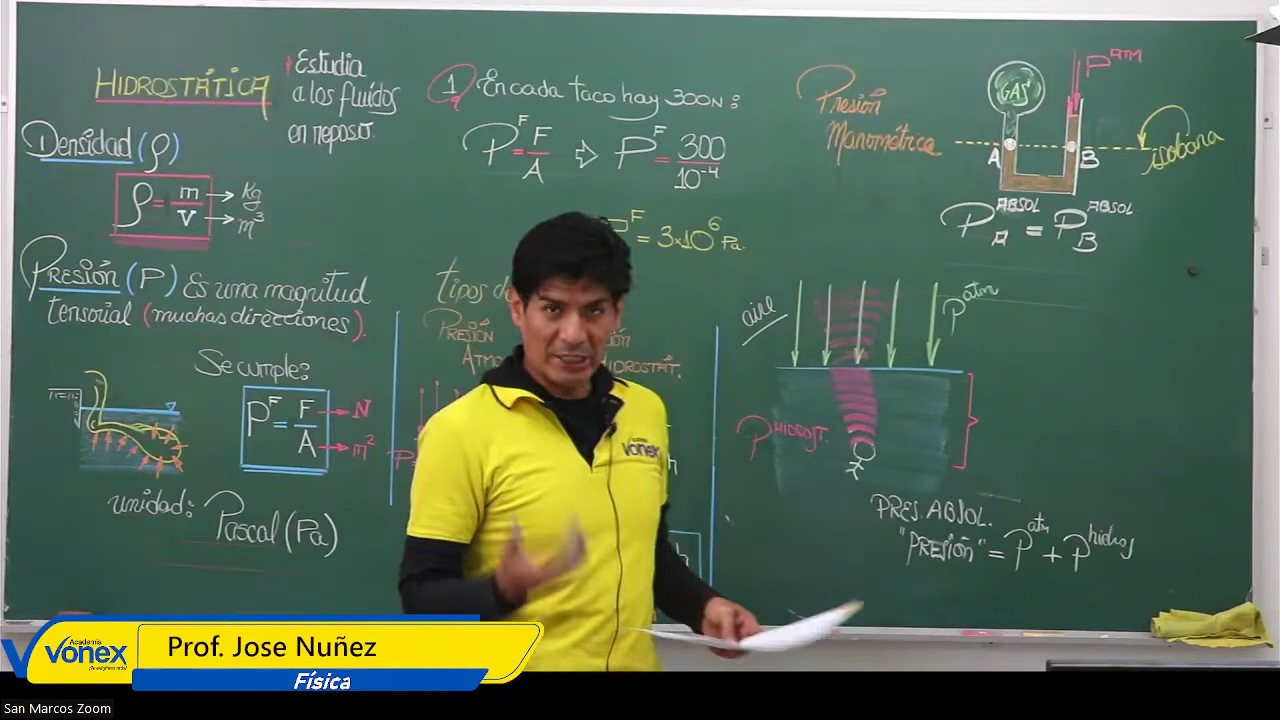 HIDROSTÁTICA
Estudia
a los fluídos
en reposo.
Densidad (ρ)
ρ = m/V
Kg
m³
PRESIÓN (P) Es una magnitud
tensorial (muchas direcciones).
Se cumple:
P^F = F/A
N
m²
unidad: Pascal (Pa)
1 En cada taco hay 300N:
P^F = F/A ⇨ P^F = 300/10⁻⁴
F = 3×10⁶ Pa.
tipos de
PRESIÓN
HIDROSTÁT.
Presión
Manométrica
GAS
P^ATM
A
B
isobara
P_A^ABSOL = P_B^ABSOL.
aire
P^atm
P^HIDROST.
PRES. ABSOL.
"PRESIÓN" = P^atm + P^hidros
VONEX
Academia
vonex
Prof. Jose Nuñez
Física
San Marcos Zoom